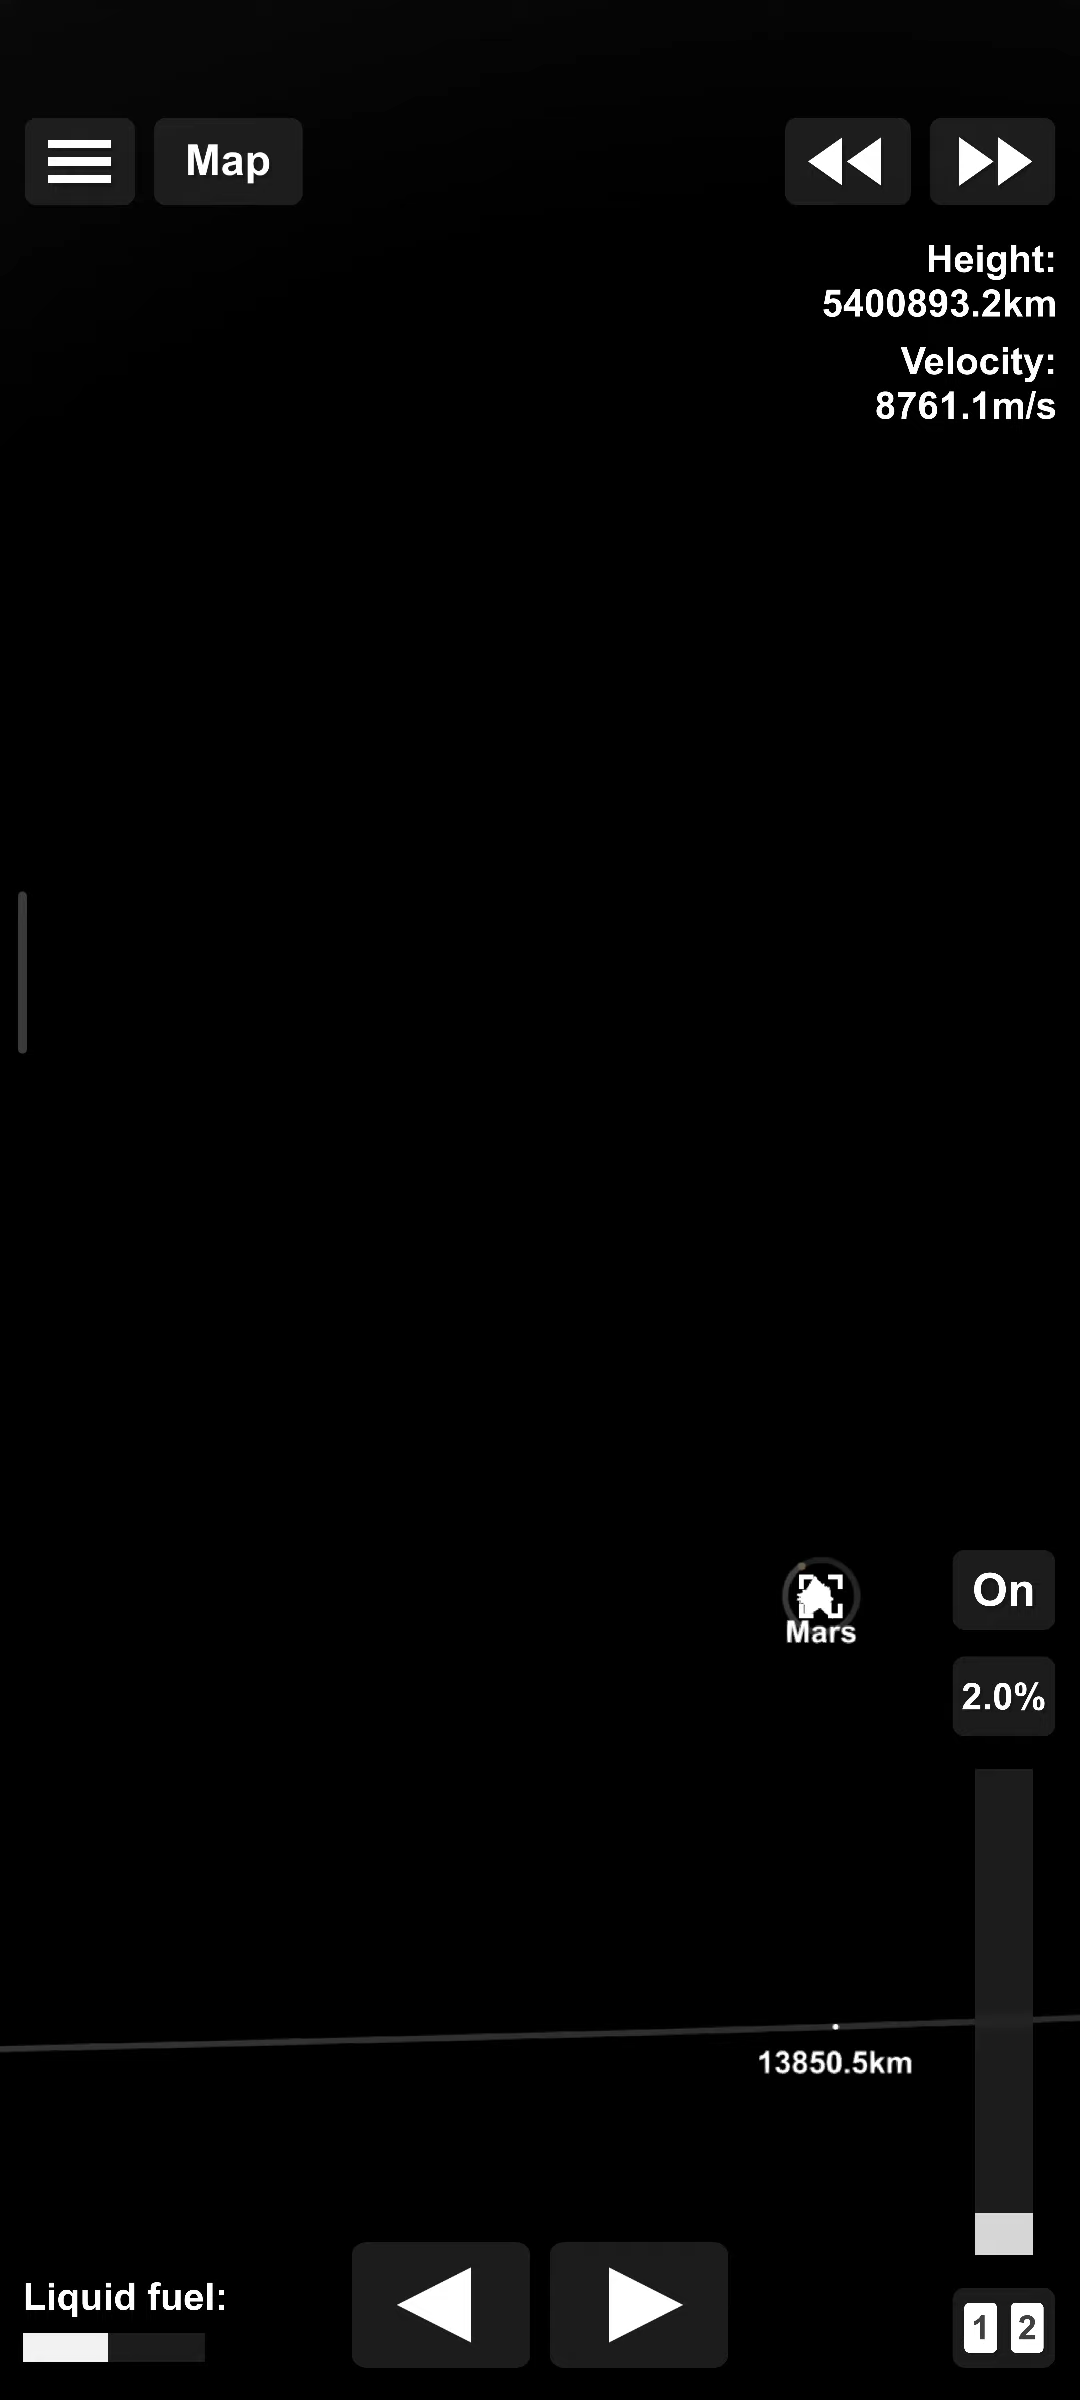 Map
Height:
5400893.2km
Velocity:
8761.1m/s
Mars
On
2.0%
13850.5km
Liquid fuel:
1 2